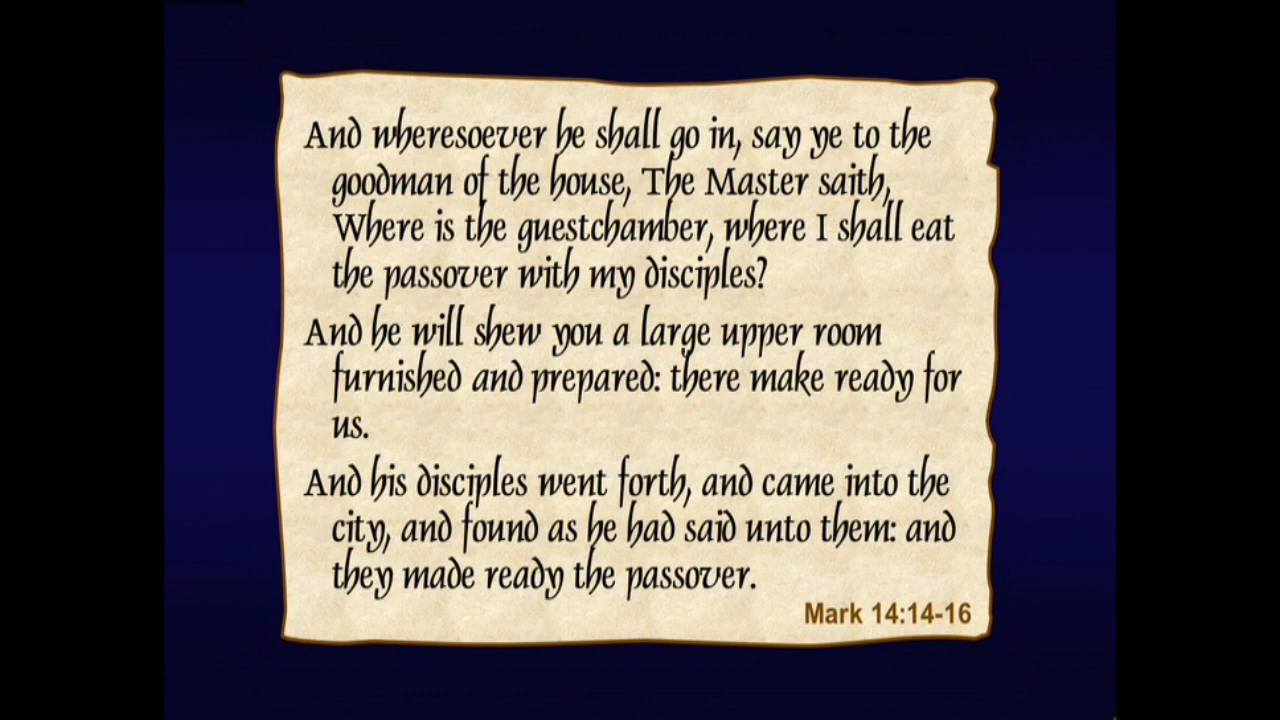 And wheresoever he shall go in, say ye to the
goodman of the house, The Master saith,
Where is the guestchamber, where I shall eat
the passover with my disciples?
And he will shew you a large upper room
furnished and prepared: there make ready for
us.
And his disciples went forth, and came into the
city, and found as he had said unto them: and
they made ready the passover.
Mark 14:14-16